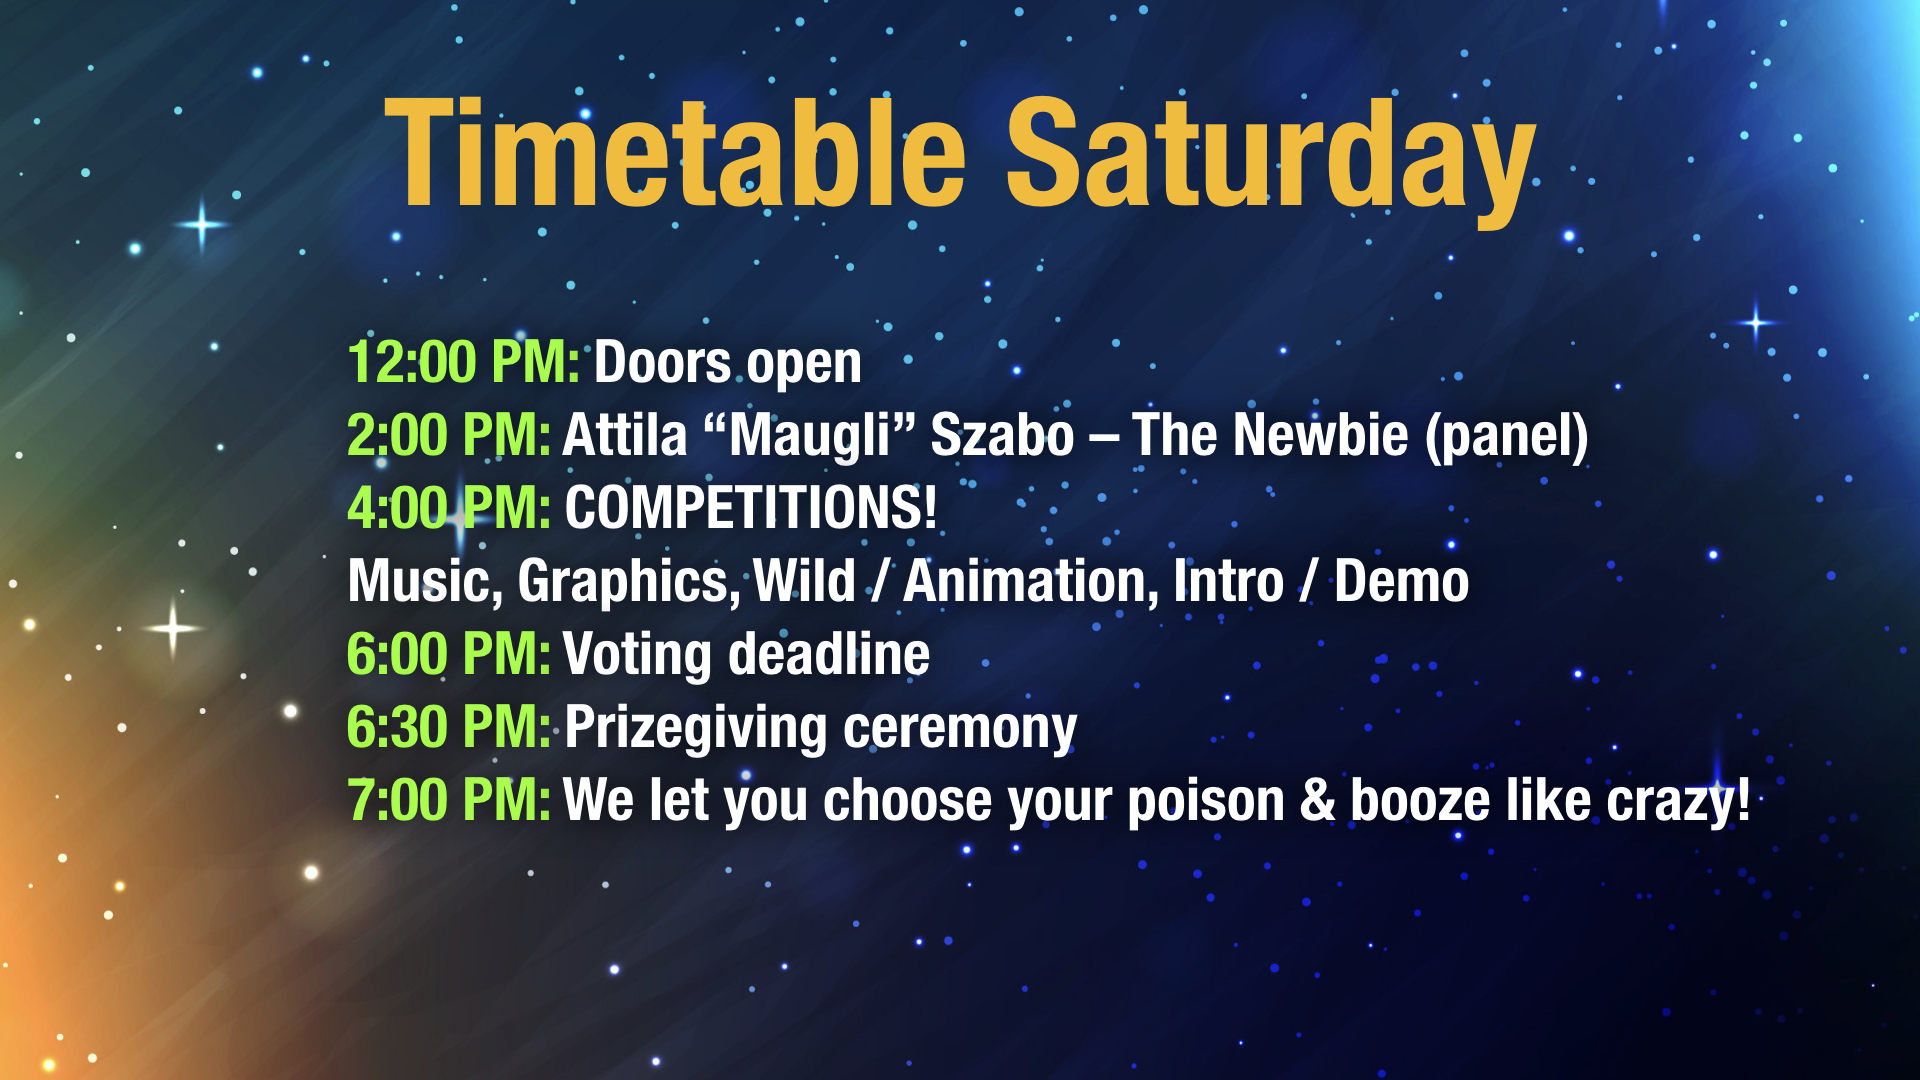 Timetable Saturday
12:00 PM: Doors open
2:00 PM: Attila “Maugli” Szabo – The Newbie (panel)
4:00 PM: COMPETITIONS!
Music, Graphics, Wild / Animation, Intro / Demo
6:00 PM: Voting deadline
6:30 PM: Prizegiving ceremony
7:00 PM: We let you choose your poison & booze like crazy!